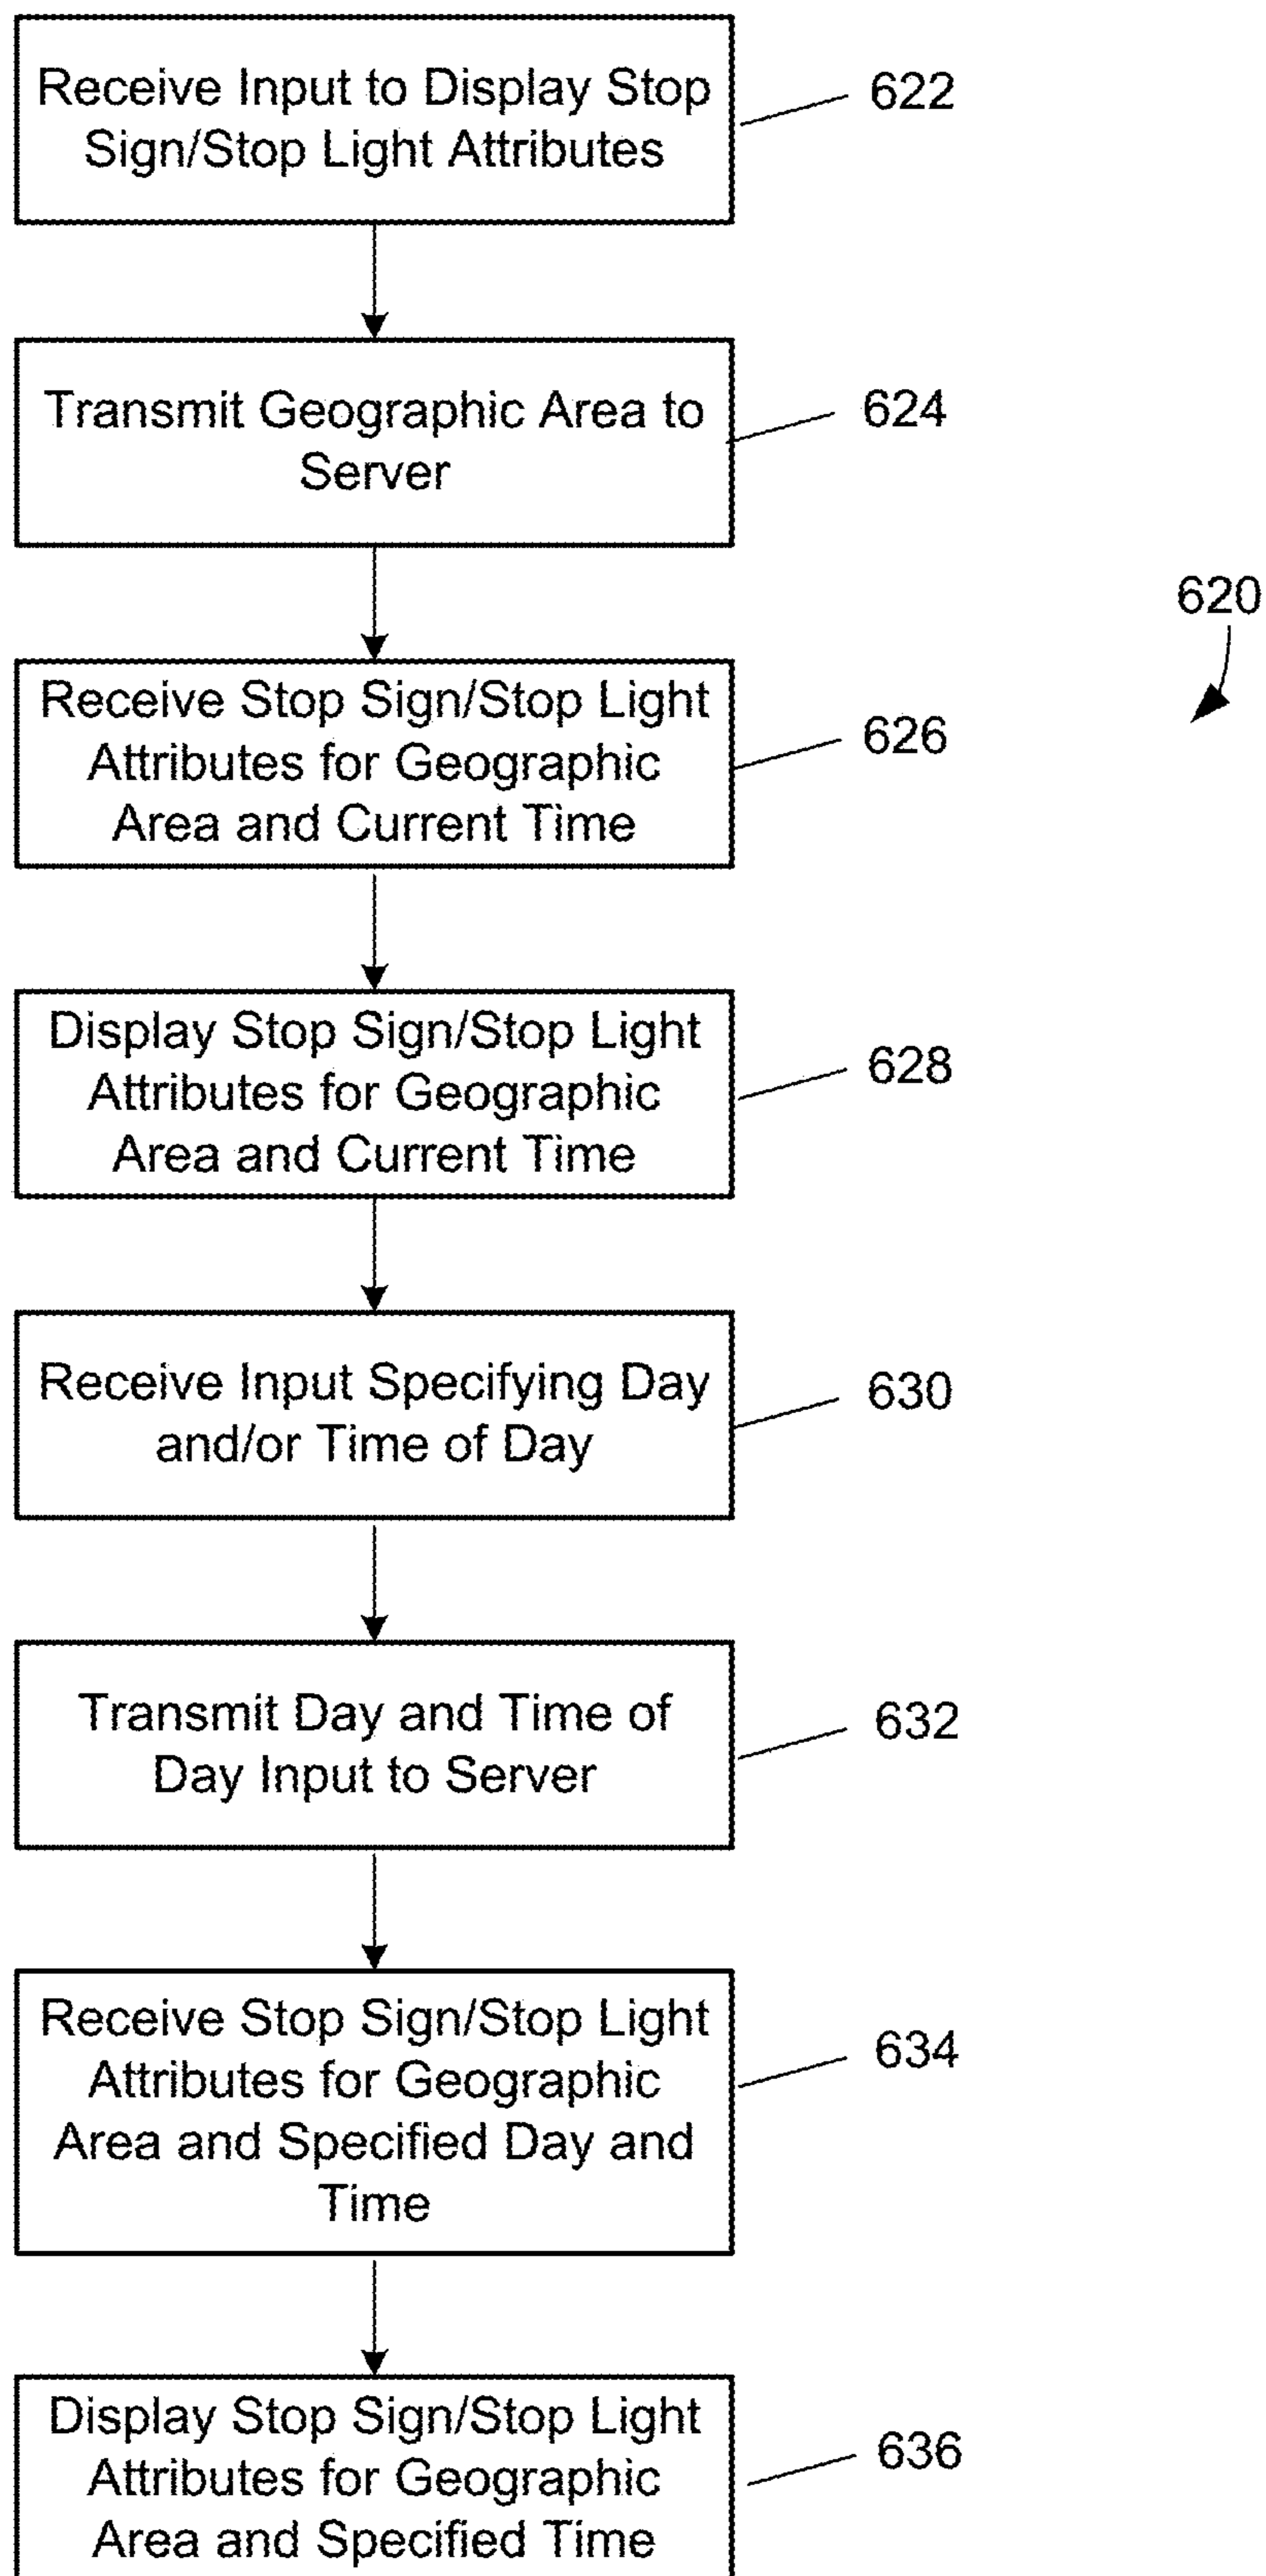 Receive Input to Display Stop
Sign/Stop Light Attributes
622
Transmit Geographic Area to
Server
624
620
Receive Stop Sign/Stop Light
Attributes for Geographic
Area and Current Time
626
Display Stop Sign/Stop Light
Attributes for Geographic
Area and Current Time
628
Receive Input Specifying Day
and/or Time of Day
630
Transmit Day and Time of
Day Input to Server
632
Receive Stop Sign/Stop Light
Attributes for Geographic
Area and Specified Day and
Time
634
Display Stop Sign/Stop Light
Attributes for Geographic
Area and Specified Time
636